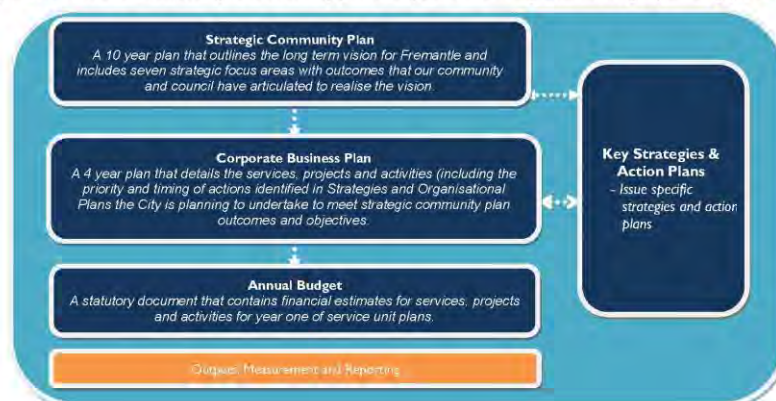 Strategic Community Plan
A 10 year plan that outlines the long term vision for Fremantle and
includes seven strategic focus areas with outcomes that our community
and council have articulated to realise the vision.
Corporate Business Plan
A 4 year plan that details the services, projects and activities (including the
priority and timing of actions identified in Strategies and Organisational
Plans the City is planning to undertake to meet strategic community plan
outcomes and objectives.
Annual Budget
A statutory document that contains financial estimates for services, projects
and activities for year one of service unit plans.
Outputs, Measurement and Reporting
Key Strategies &
Action Plans
- Issue specific
strategies and action
plans